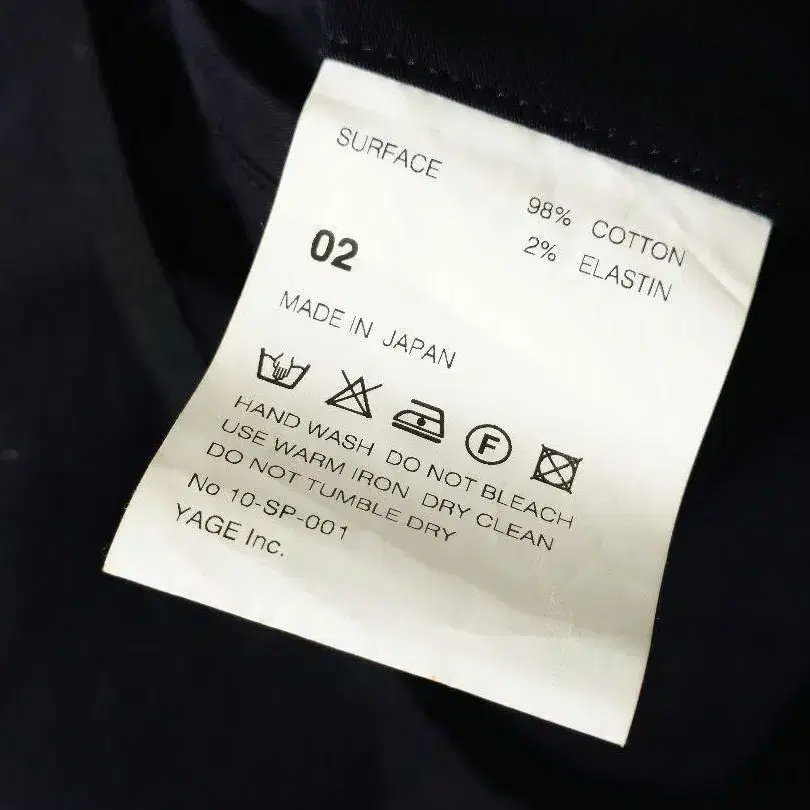 SURFACE
98% COTTON
2% ELASTIN
02
MADE IN JAPAN
F
HAND WASH DO NOT BLEACH
USE WARM IRON DRY CLEAN
DO NOT TUMBLE DRY
No 10-SP-001
YAGE Inc.